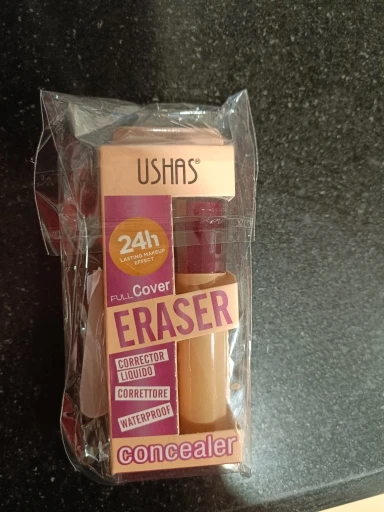 USHAS®
24h
LASTING MAKEUP
EFFECT
FULL Cover
ERASER
CORRECTOR
LIQUIDO
CORRETTORE
WATERPROOF
concealer